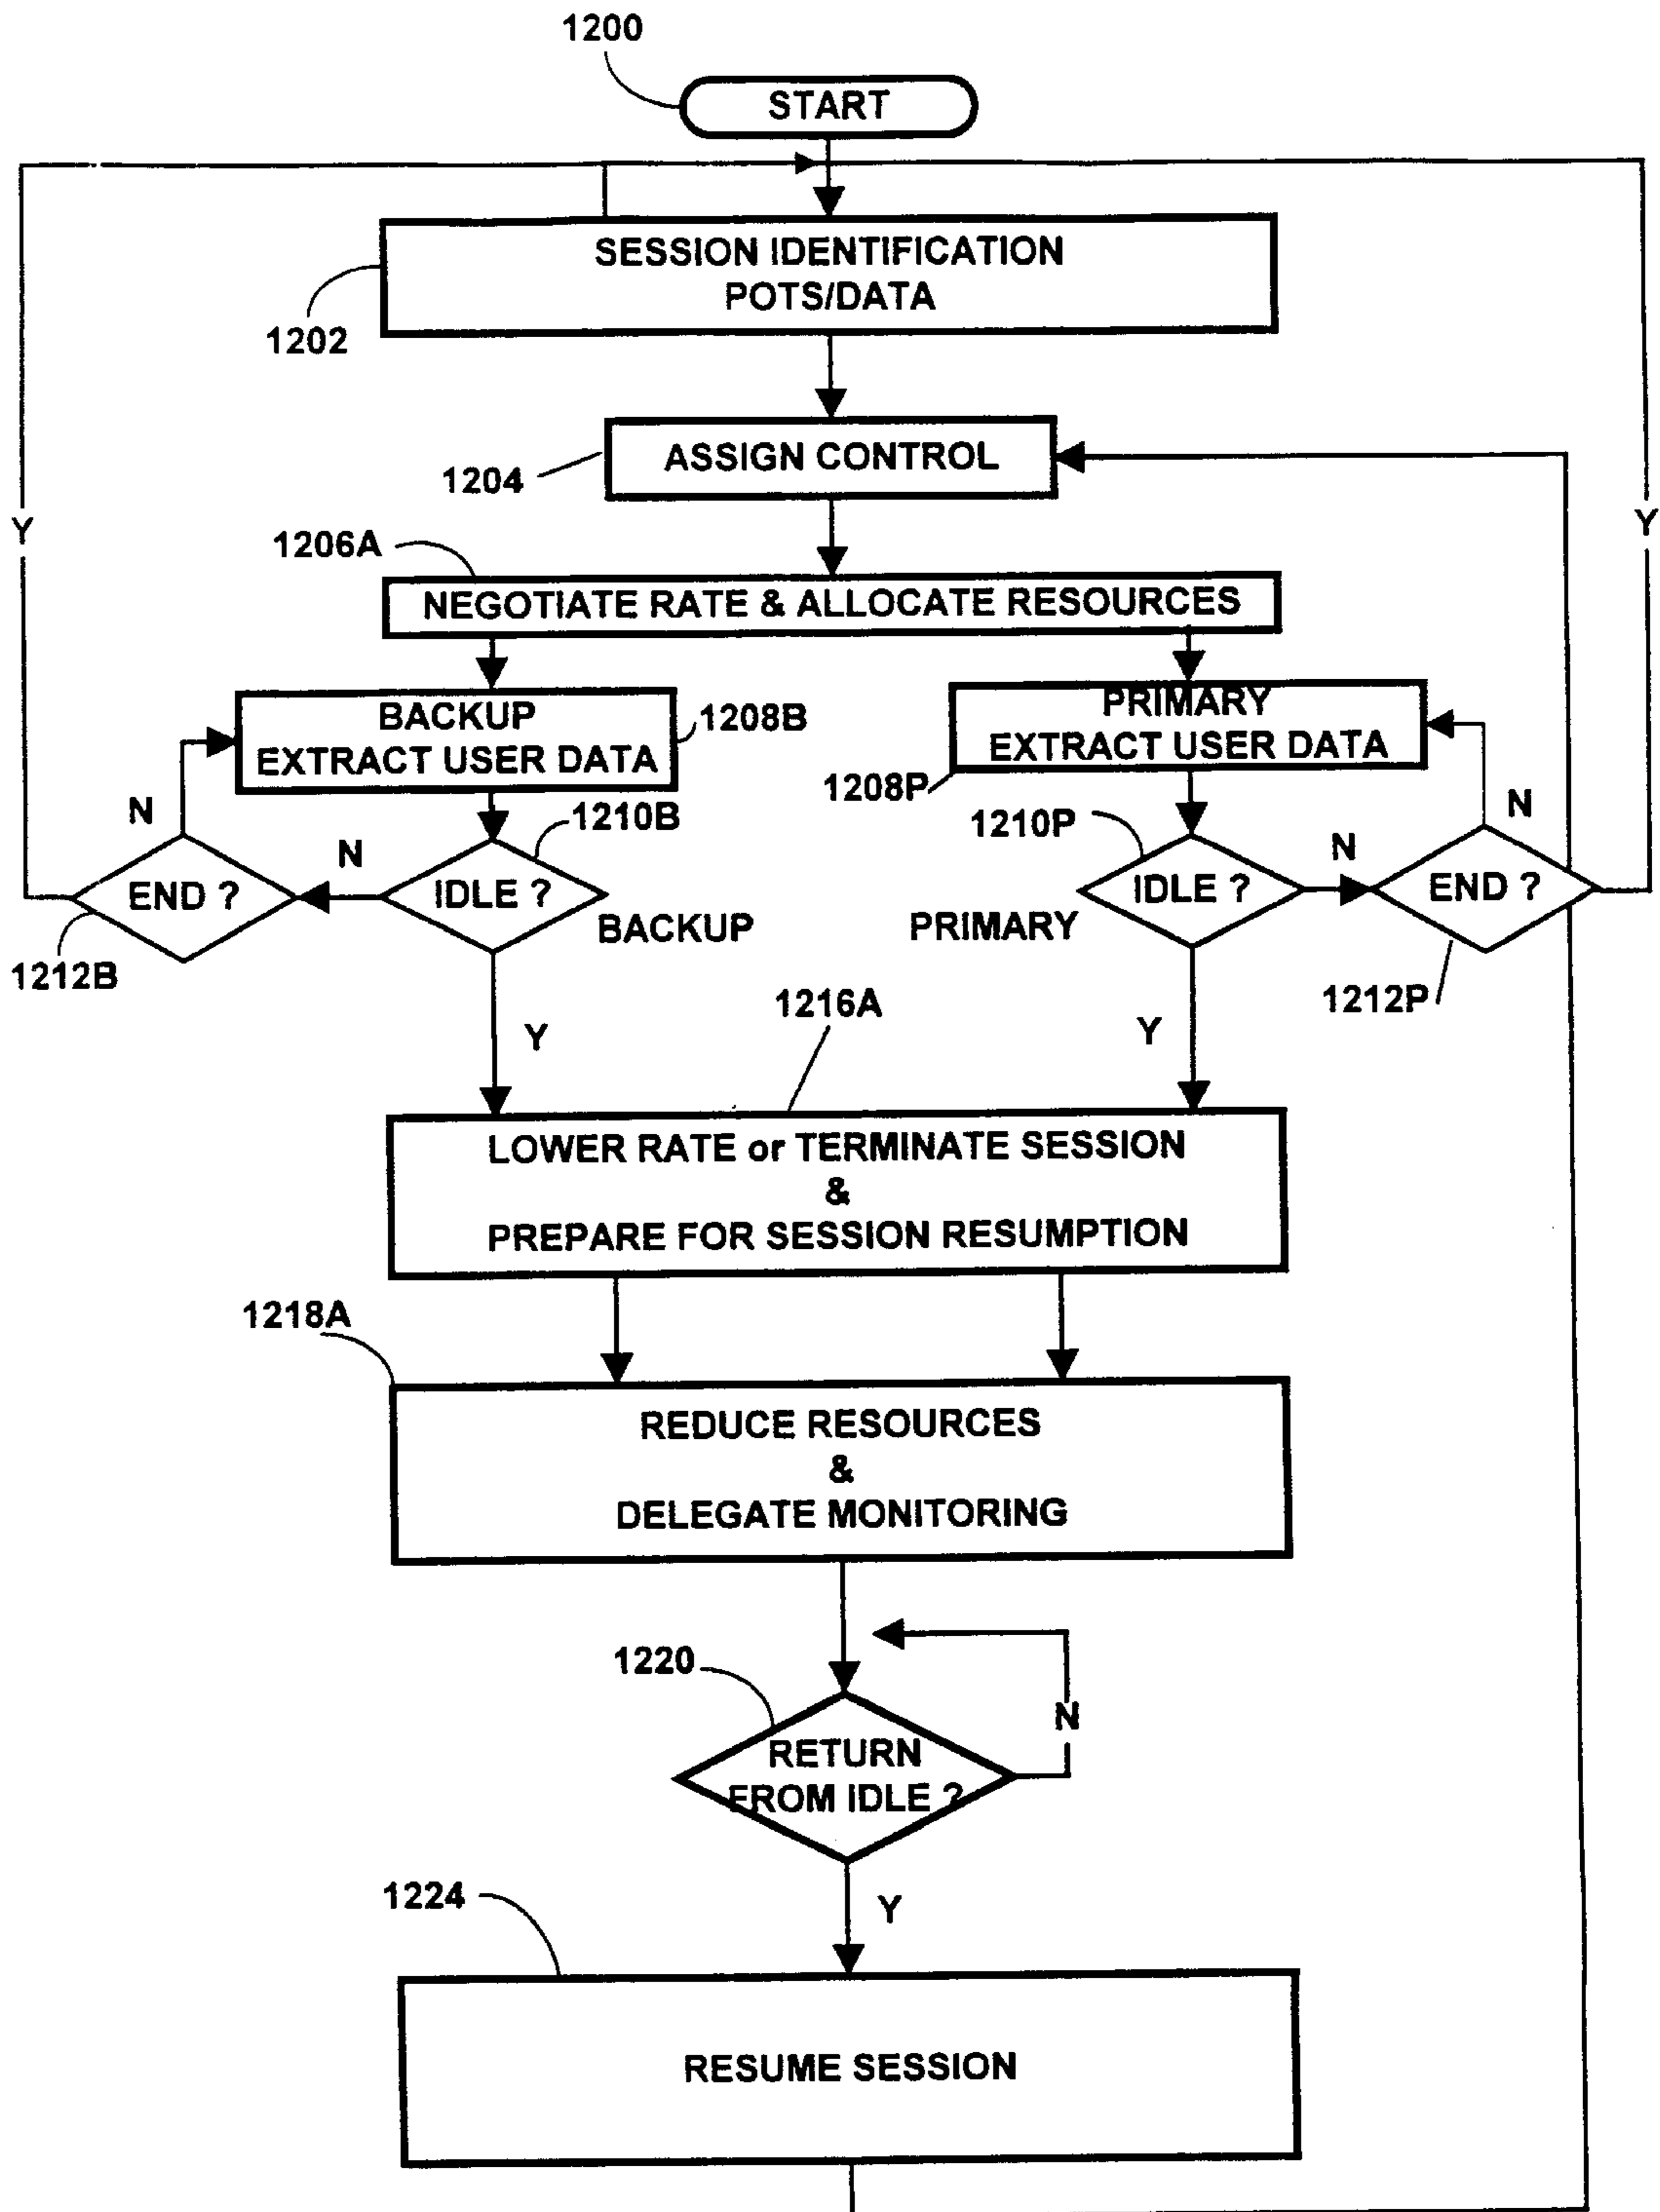 1200
START
SESSION IDENTIFICATION
POTS/DATA
1202
ASSIGN CONTROL
1204
Y
Y
1206A
NEGOTIATE RATE & ALLOCATE RESOURCES
BACKUP
EXTRACT USER DATA
1208B
PRIMARY
EXTRACT USER DATA
1208P
N
1210B
1210P
N
N
N
END ?
IDLE ?
IDLE ?
END ?
BACKUP
PRIMARY
1212B
1212P
1216A
Y
Y
LOWER RATE or TERMINATE SESSION
&
PREPARE FOR SESSION RESUMPTION
1218A
REDUCE RESOURCES
&
DELEGATE MONITORING
1220
N
RETURN
FROM IDLE ?
1224
Y
RESUME SESSION